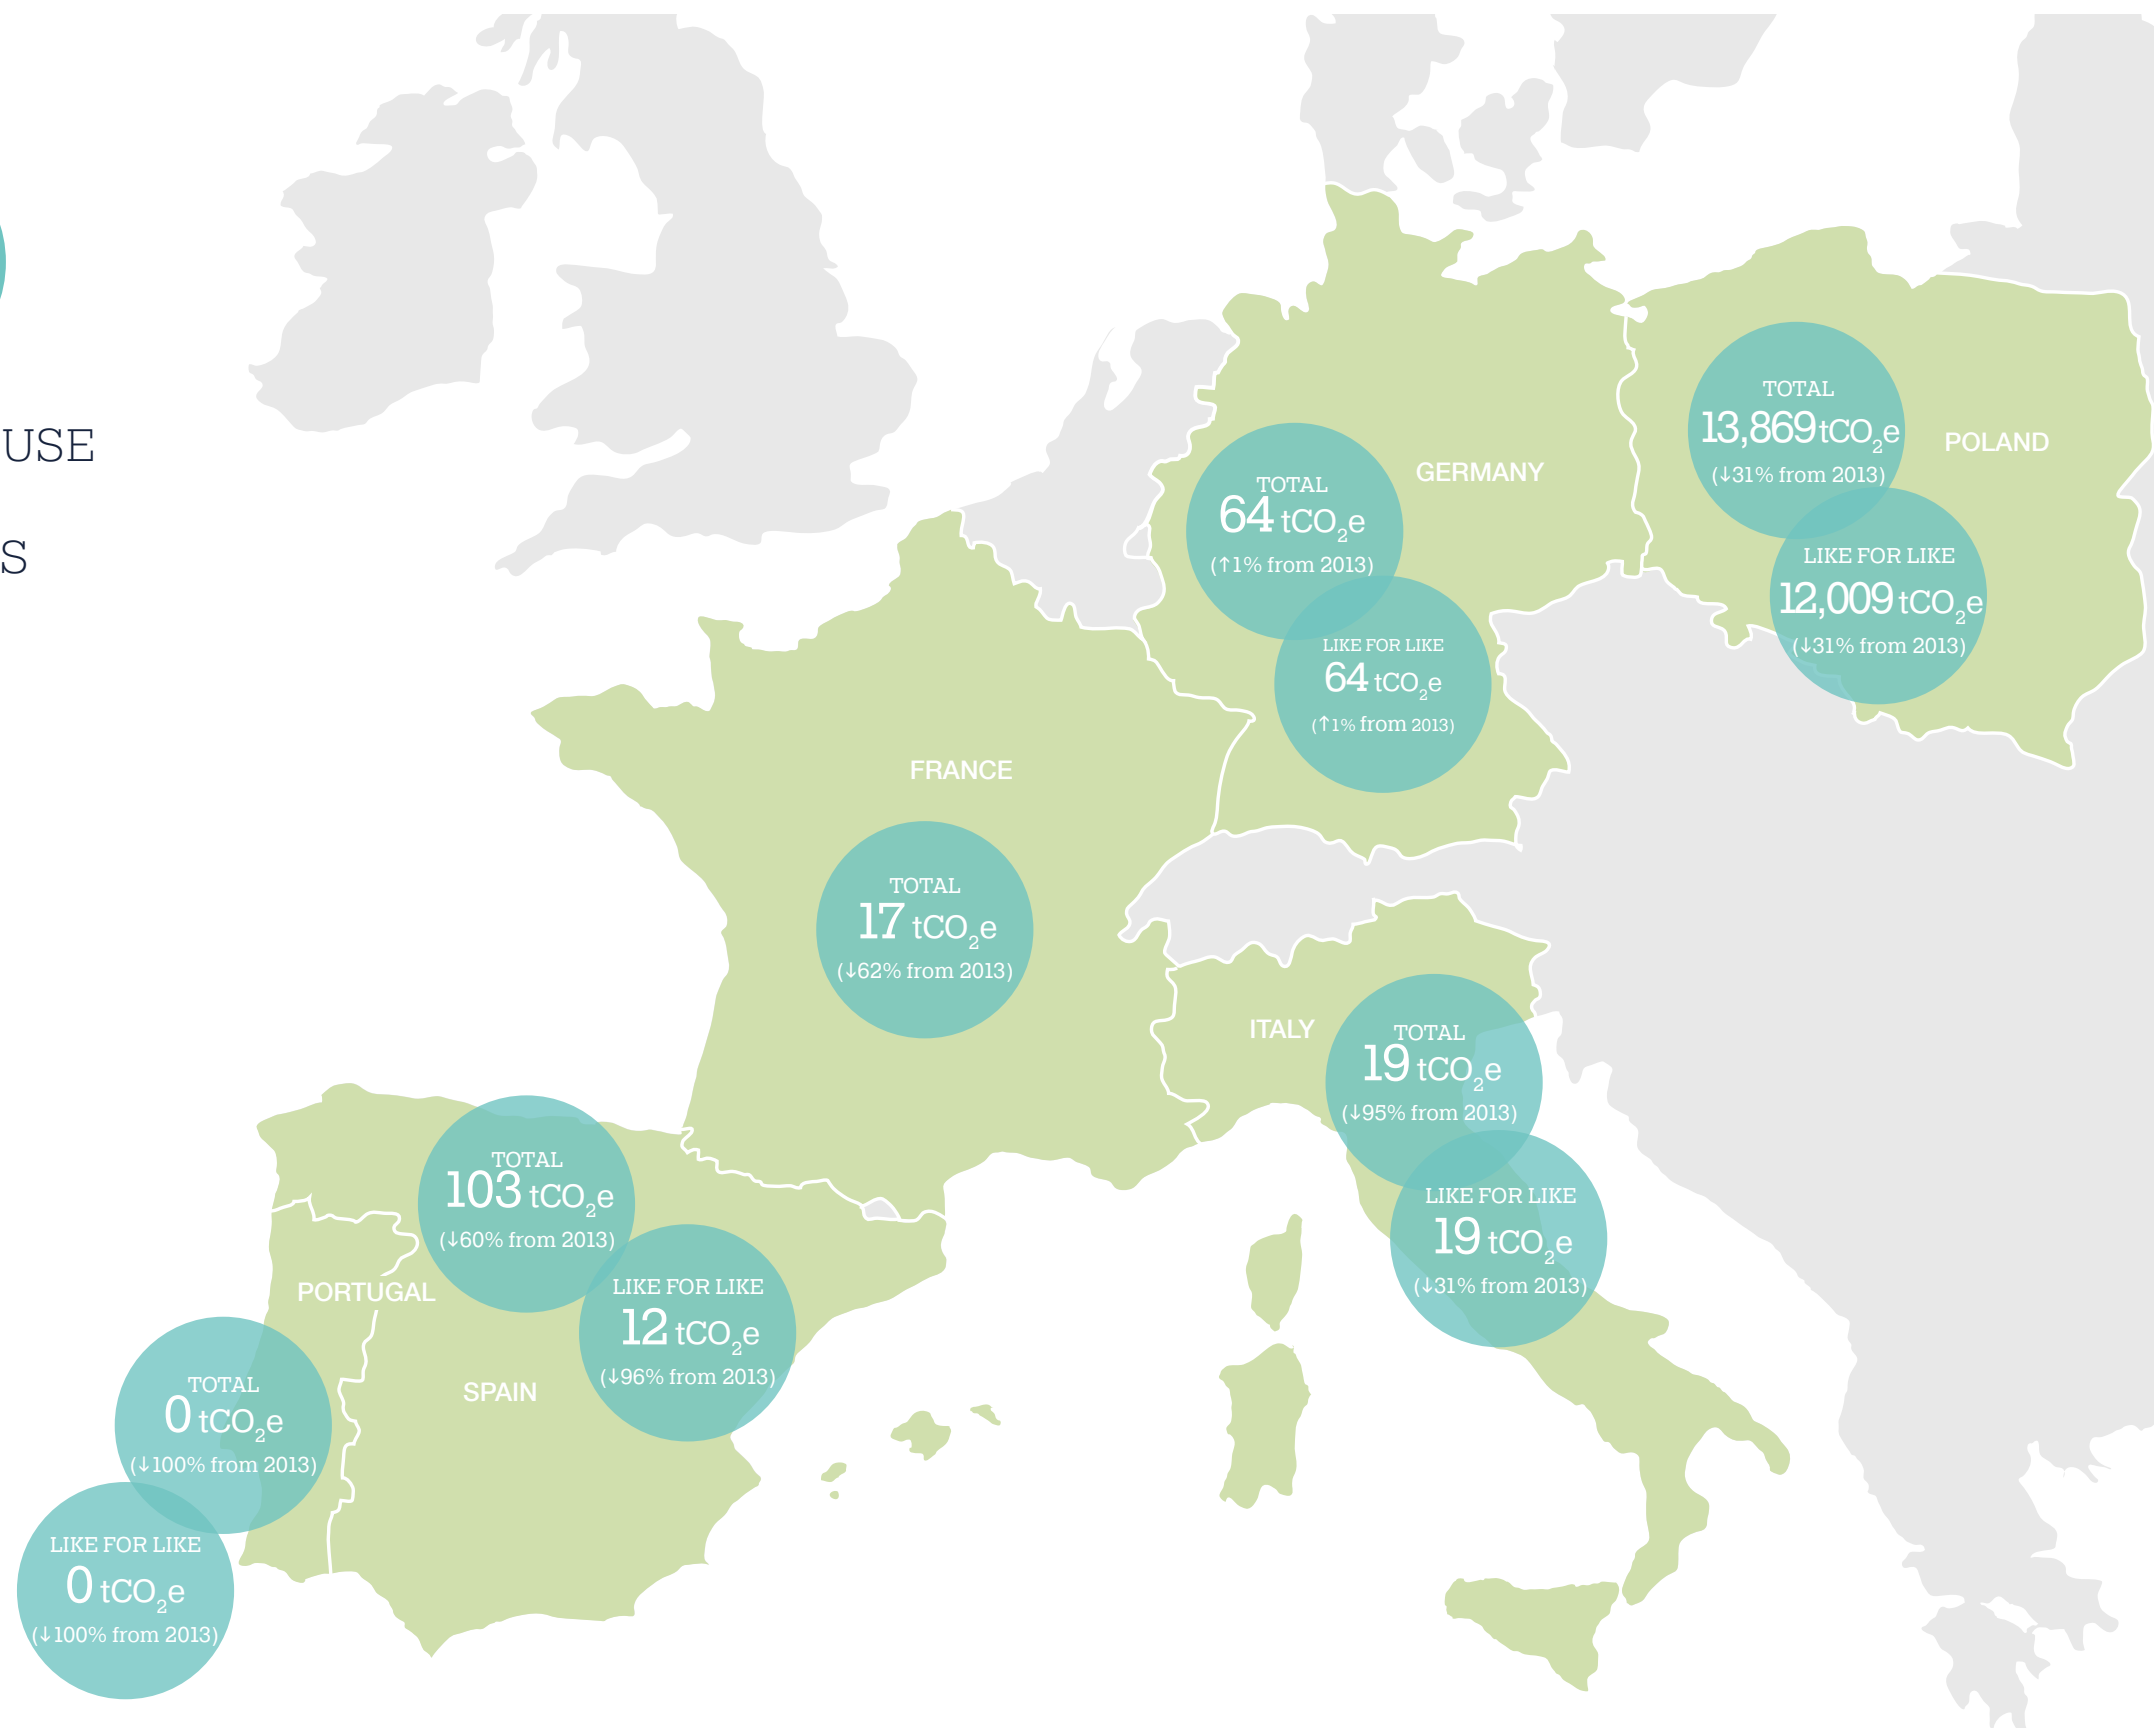 USE
S
TOTAL
13,869 tCO₂e
(↓31% from 2013)
POLAND
LIKE FOR LIKE
12,009 tCO₂e
(↓31% from 2013)
GERMANY
TOTAL
64 tCO₂e
(↑1% from 2013)
LIKE FOR LIKE
64 tCO₂e
(↑1% from 2013)
FRANCE
TOTAL
17 tCO₂e
(↓62% from 2013)
ITALY
TOTAL
19 tCO₂e
(↓95% from 2013)
LIKE FOR LIKE
19 tCO₂e
(↓31% from 2013)
TOTAL
103 tCO₂e
(↓60% from 2013)
LIKE FOR LIKE
12 tCO₂e
(↓96% from 2013)
SPAIN
PORTUGAL
TOTAL
0 tCO₂e
(↓100% from 2013)
LIKE FOR LIKE
0 tCO₂e
(↓100% from 2013)